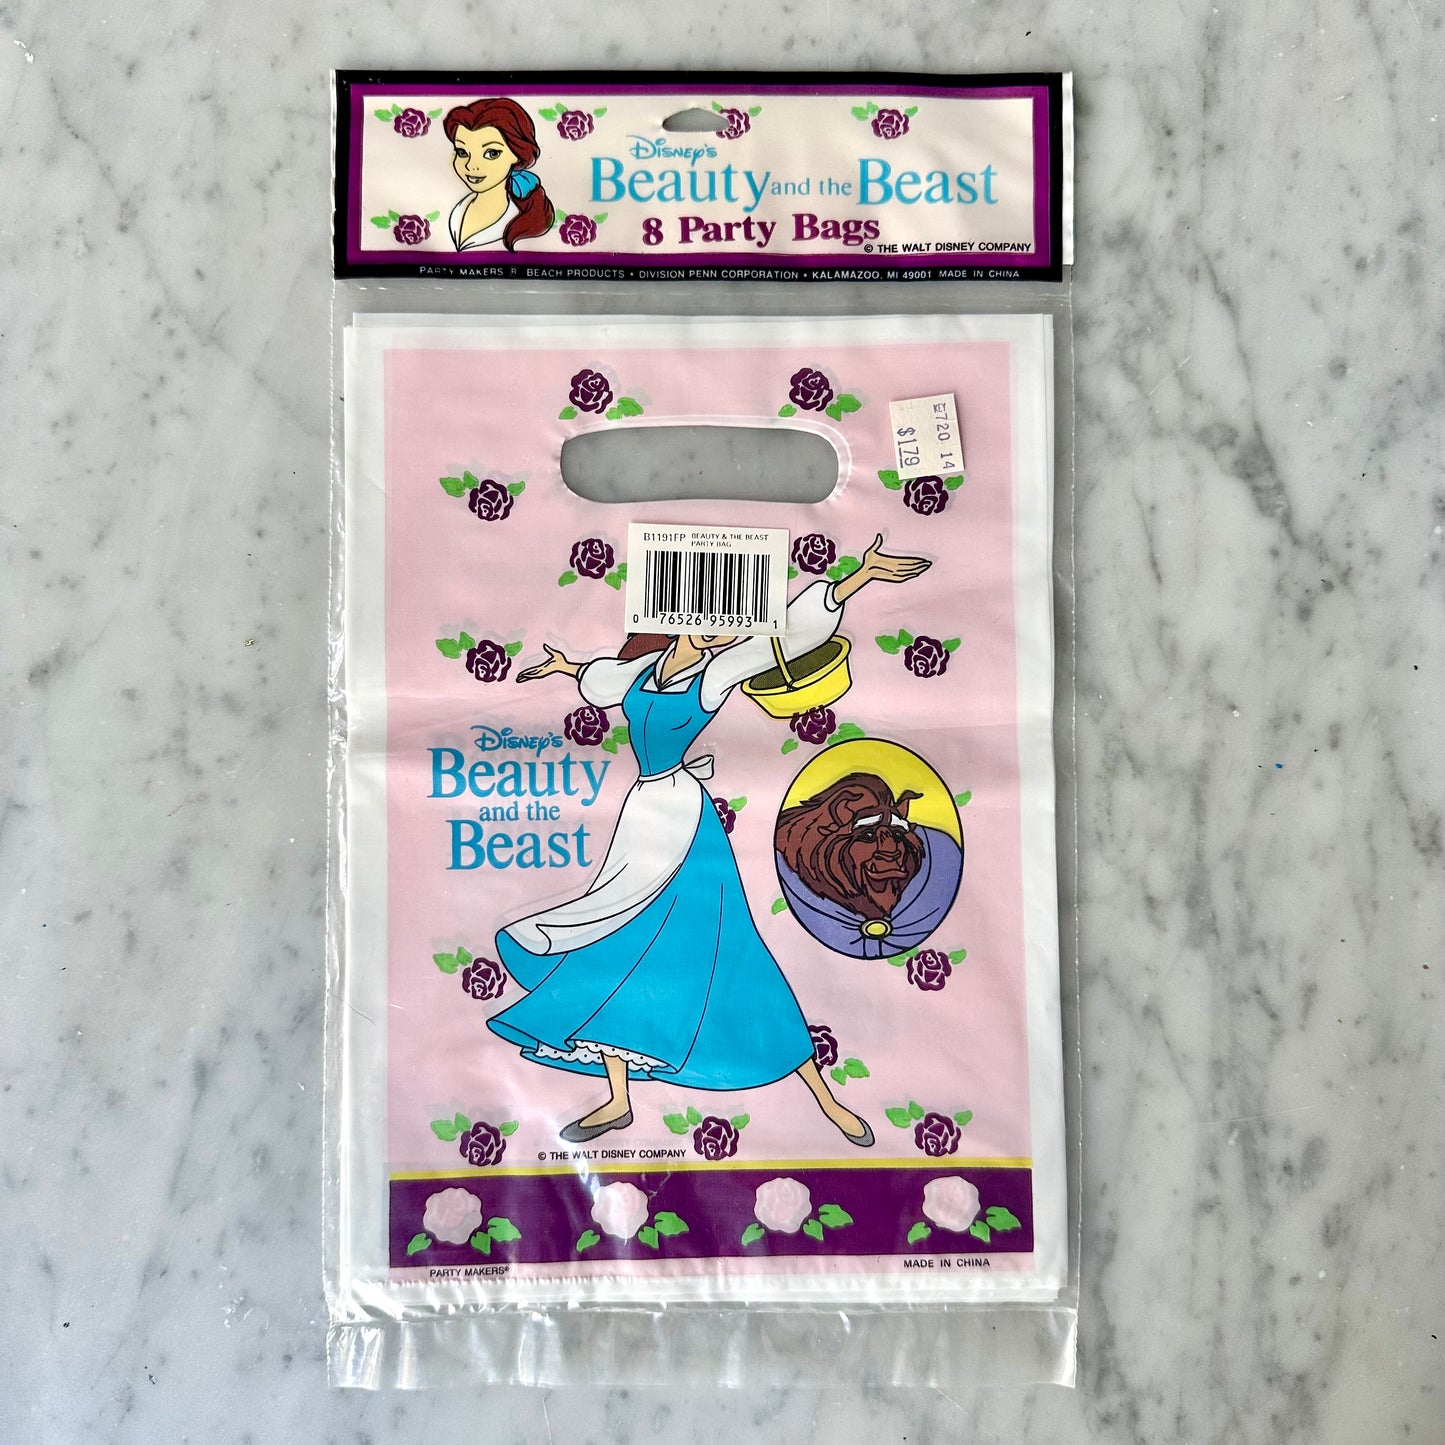 Disney's
Beauty and the Beast
8 Party Bags
© THE WALT DISNEY COMPANY
PARTY MAKERS ® BEACH PRODUCTS • DIVISION PENN CORPORATION • KALAMAZOO, MI 49001 MADE IN CHINA
E720 14
$1.79
B1191FP BEAUTY & THE BEAST
PARTY BAG
0 76526 95993 1
Disney's
Beauty
and the
Beast
© THE WALT DISNEY COMPANY
PARTY MAKERS®
MADE IN CHINA